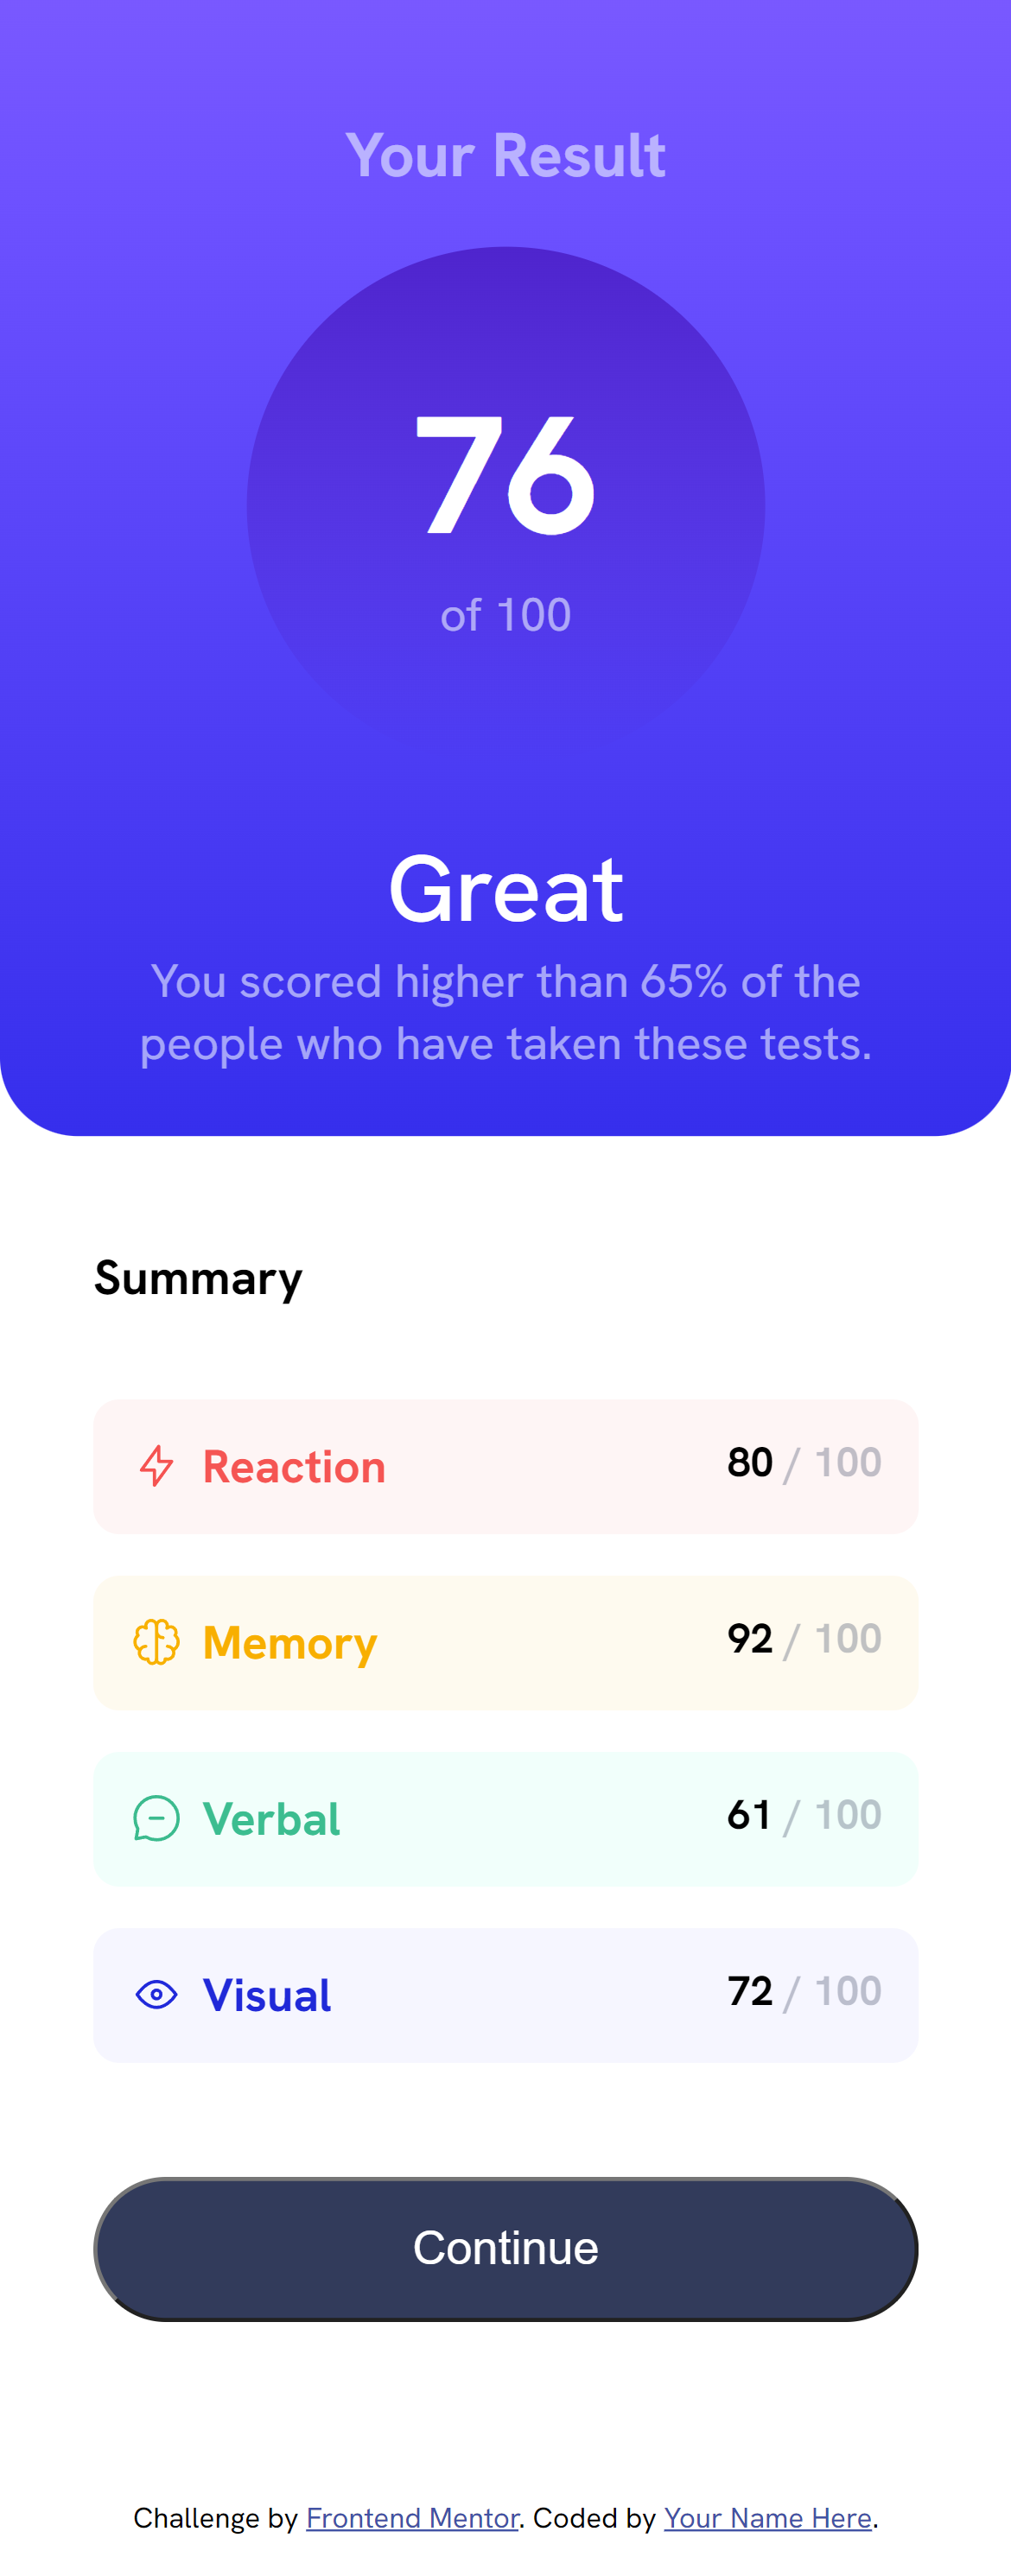 Your Result
76
of 100
Great
You scored higher than 65% of the
people who have taken these tests.
Summary
Reaction 80 / 100
Memory 92 / 100
Verbal 61 / 100
Visual 72 / 100
Continue
Challenge by Frontend Mentor. Coded by Your Name Here.